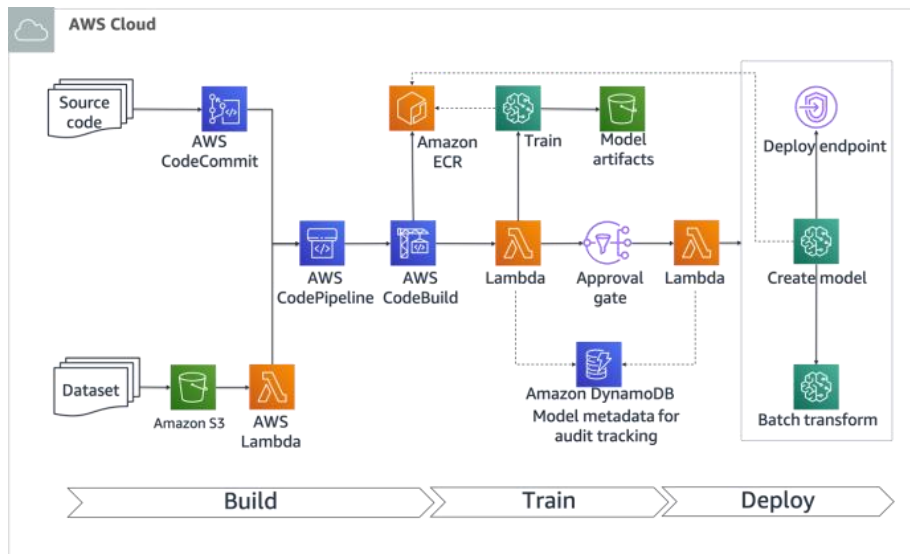 AWS Cloud
Source
code
AWS
CodeCommit
Amazon
ECR
Train
Model
artifacts
Deploy endpoint
AWS
CodePipeline
AWS
CodeBuild
Lambda
Approval
gate
Lambda
Create model
Dataset
Amazon S3
AWS
Lambda
Amazon DynamoDB
Model metadata for
audit tracking
Batch transform
Build
Train
Deploy